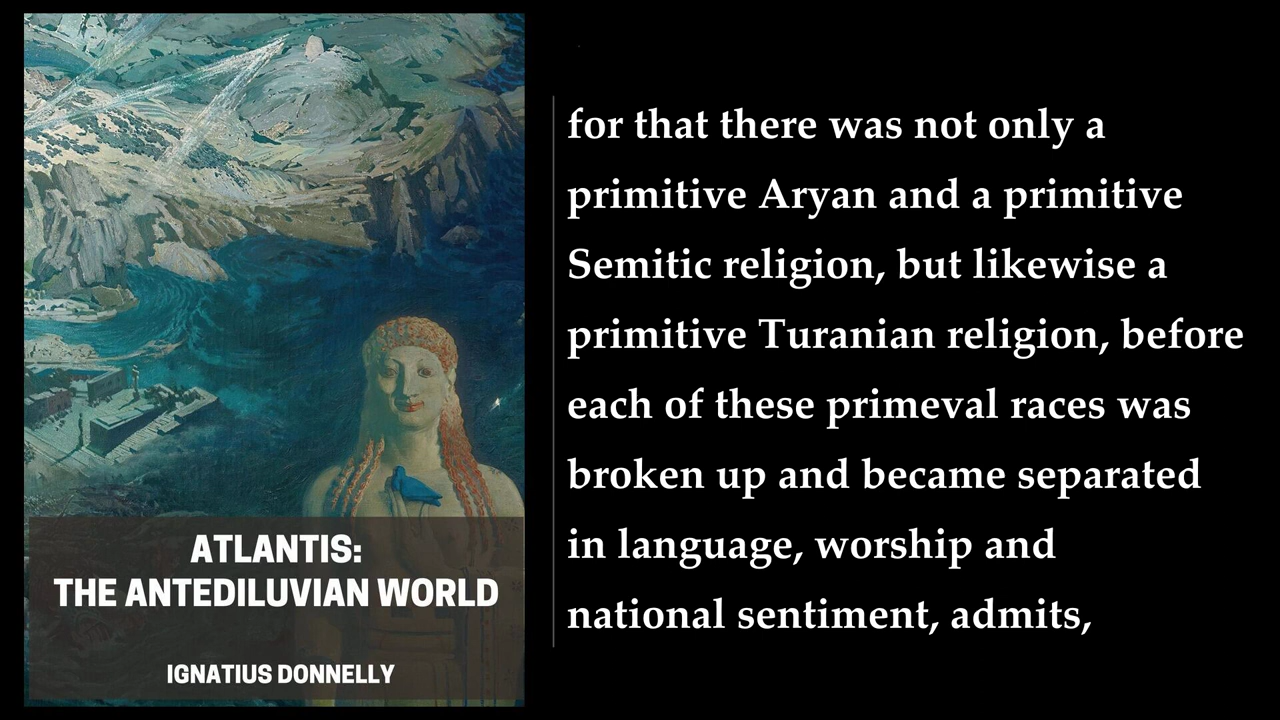 ATLANTIS:
THE ANTEDILUVIAN WORLD
IGNATIUS DONNELLY
for that there was not only a
primitive Aryan and a primitive
Semitic religion, but likewise a
primitive Turanian religion, before
each of these primeval races was
broken up and became separated
in language, worship and
national sentiment, admits,